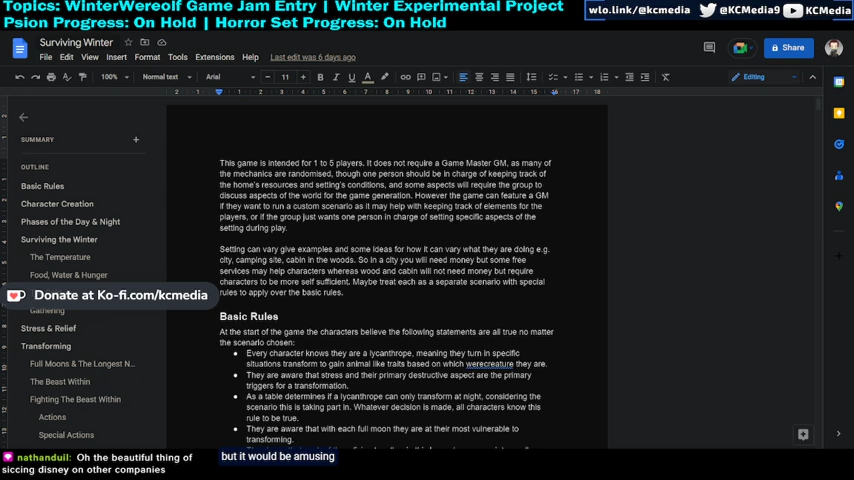 Topics: WinterWereolf Game Jam Entry | Winter Experimental Project
Psion Progress: On Hold | Horror Set Progress: On Hold
wlo.link/@kcmedia
@KCMedia9
KCMedia
Surviving Winter
File Edit View Insert Format Tools Extensions Help Last edit was 6 days ago
Share
100% Normal text Arial 11 Editing
2 1 1 2 3 4 5 6 7 8 9 10 11 12 13 14 15 16 17 18
SUMMARY
OUTLINE
Basic Rules
Character Creation
Phases of the Day & Night
Surviving the Winter
The Temperature
Food, Water & Hunger
Gathering
Stress & Relief
Transforming
Full Moons & The Longest N...
The Beast Within
Fighting The Beast Within
Actions
Special Actions
Donate at Ko-fi.com/kcmedia
This game is intended for 1 to 5 players. It does not require a Game Master GM, as many of
the mechanics are randomised, though one person should be in charge of keeping track of
the home's resources and setting's conditions, and some aspects will require the group to
discuss aspects of the world for the game generation. However the game can feature a GM
if they want to run a custom scenario as it may help with keeping track of elements for the
players, or if the group just wants one person in charge of setting specific aspects of the
setting during play.
Setting can vary give examples and some ideas for how it can vary what they are doing e.g.
city, camping site, cabin in the woods. So in a city you will need money but some free
services may help characters whereas wood and cabin will not need money but require
characters to be more self sufficient. Maybe treat each as a separate scenario with special
rules to apply over the basic rules.
Basic Rules
At the start of the game the characters believe the following statements are all true no matter
the scenario chosen:
● Every character knows they are a lycanthrope, meaning they turn in specific
situations transform to gain animal like traits based on which werecreature they are.
● They are aware that stress and their primary destructive aspect are the primary
triggers for a transformation.
● As a table determines if a lycanthrope can only transform at night, considering the
scenario this is taking part in. Whatever decision is made, all characters know this
rule to be true.
● They are aware that with each full moon they are at their most vulnerable to
transforming.
nathanduil: Oh the beautiful thing of
siccing disney on other companies
but it would be amusing